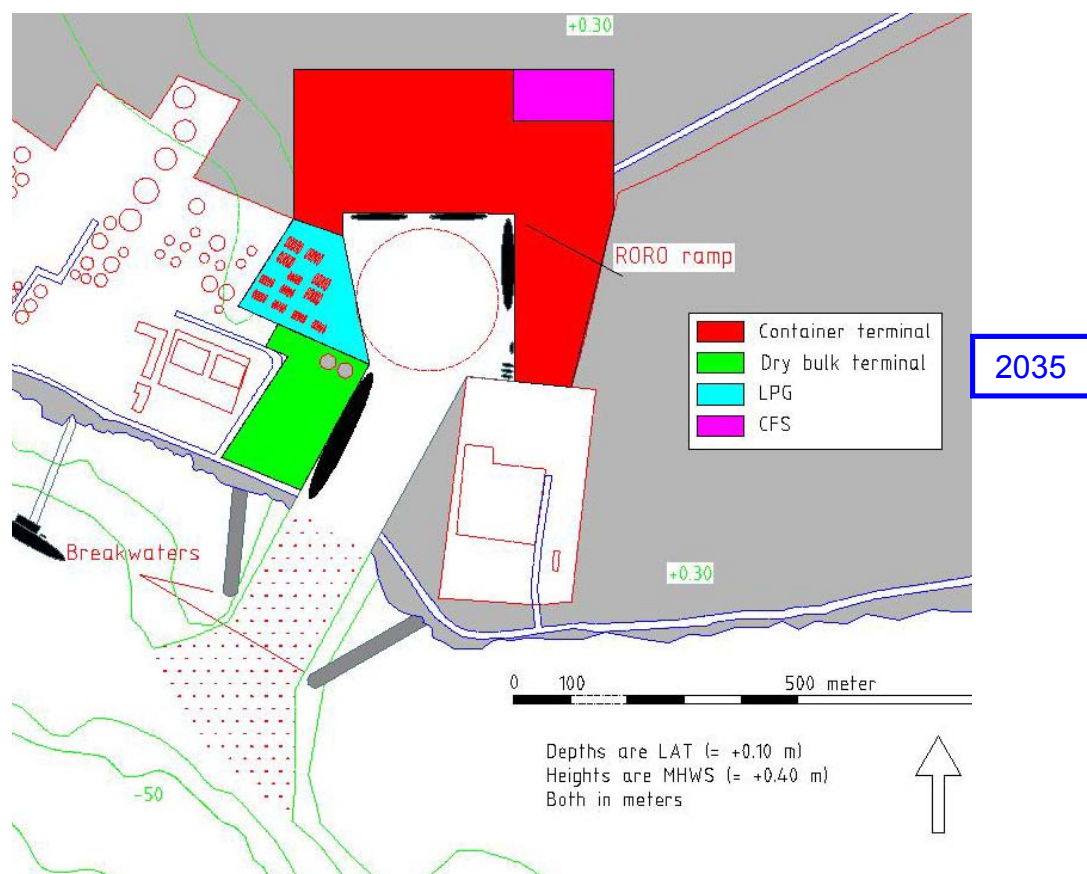 +0.30
RORO ramp
Container terminal
Dry bulk terminal
LPG
CFS
2035
Breakwaters
+0.30
0 100 500 meter
Depths are LAT (= +0.10 m)
Heights are MHWS (= +0.40 m)
Both in meters
-50